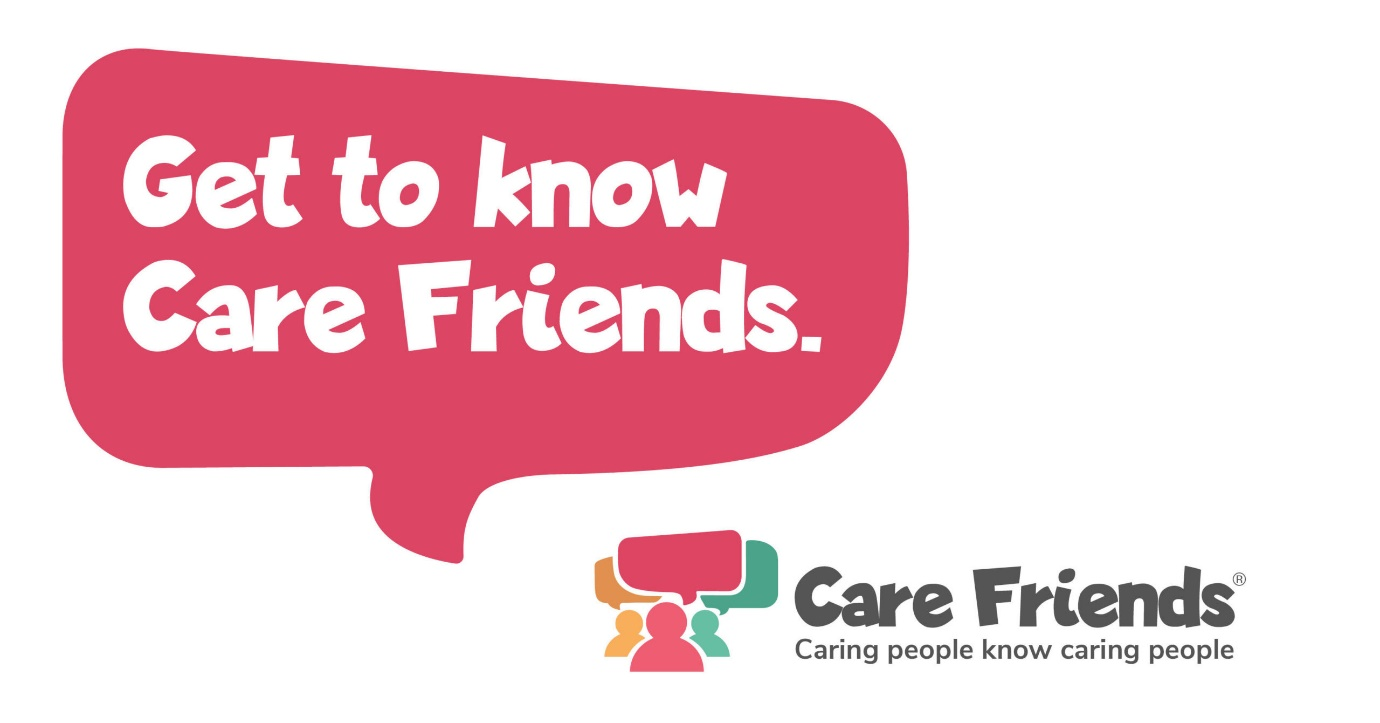 Get to know
Care Friends.
Care Friends®
Caring people know caring people